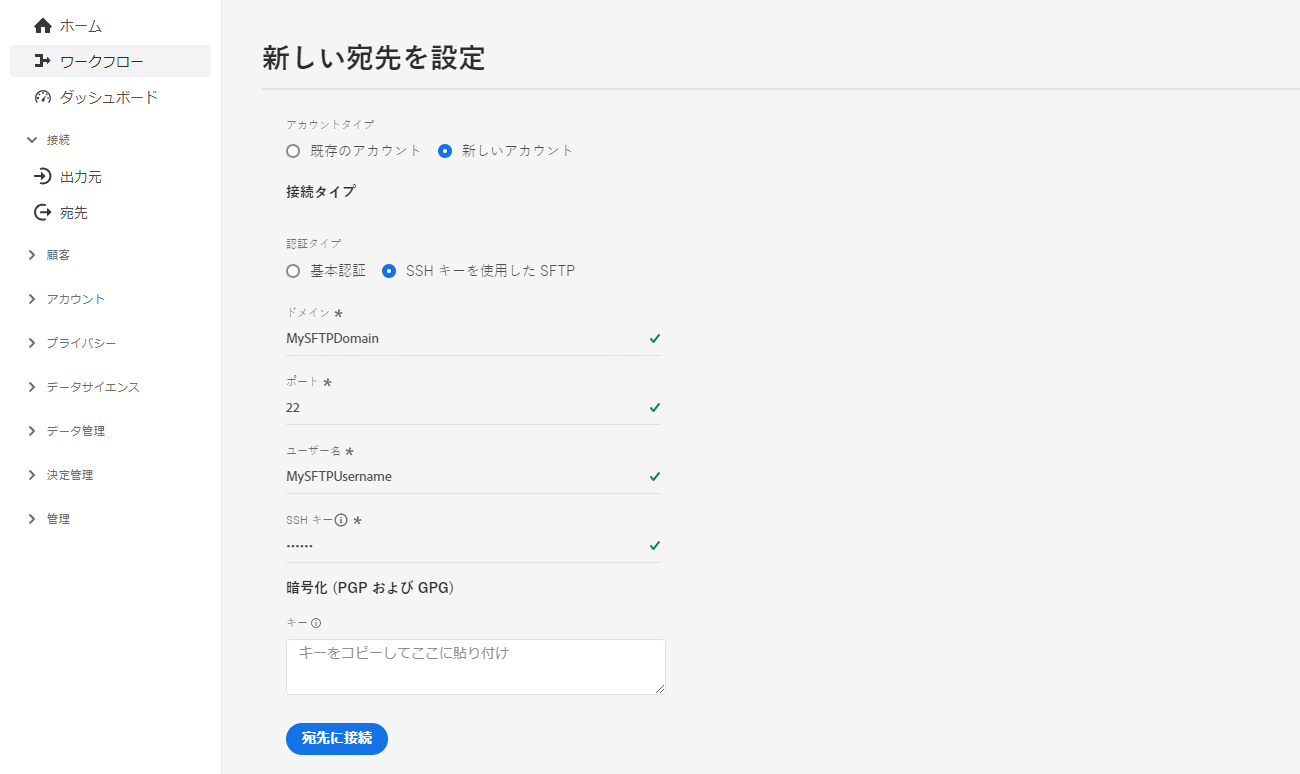 ホーム
ワークフロー
ダッシュボード
接続
出力元
宛先
顧客
アカウント
プライバシー
データサイエンス
データ管理
決定管理
管理
新しい宛先を設定
アカウントタイプ
既存のアカウント 新しいアカウント
接続タイプ
認証タイプ
基本認証 SSH キーを使用した SFTP
ドメイン *
MySFTPDomain
ポート *
22
ユーザー名 *
MySFTPUsername
SSH キー *
••••••
暗号化 (PGP および GPG)
キー
キーをコピーしてここに貼り付け
宛先に接続